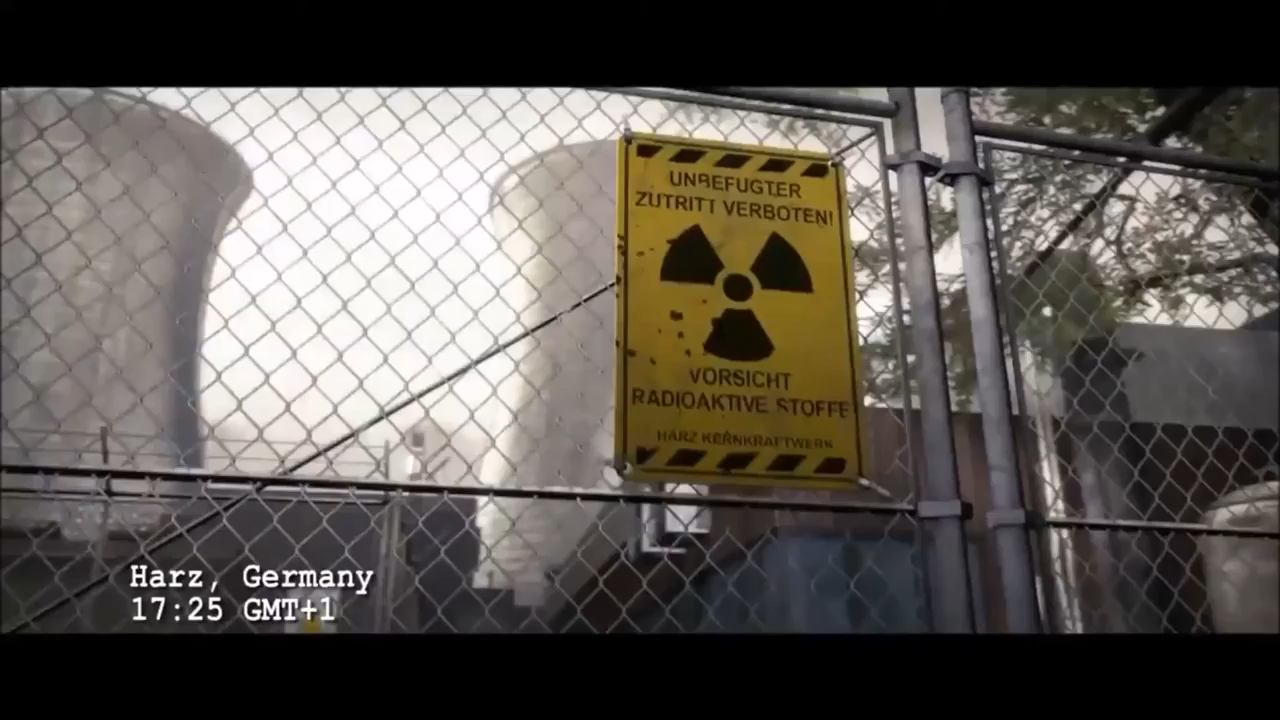 UNBEFUGTER
ZUTRITT VERBOTEN!
VORSICHT
RADIOAKTIVE STOFFE
HARZ KERNKRAFTWERK
Harz, Germany
17:25 GMT+1